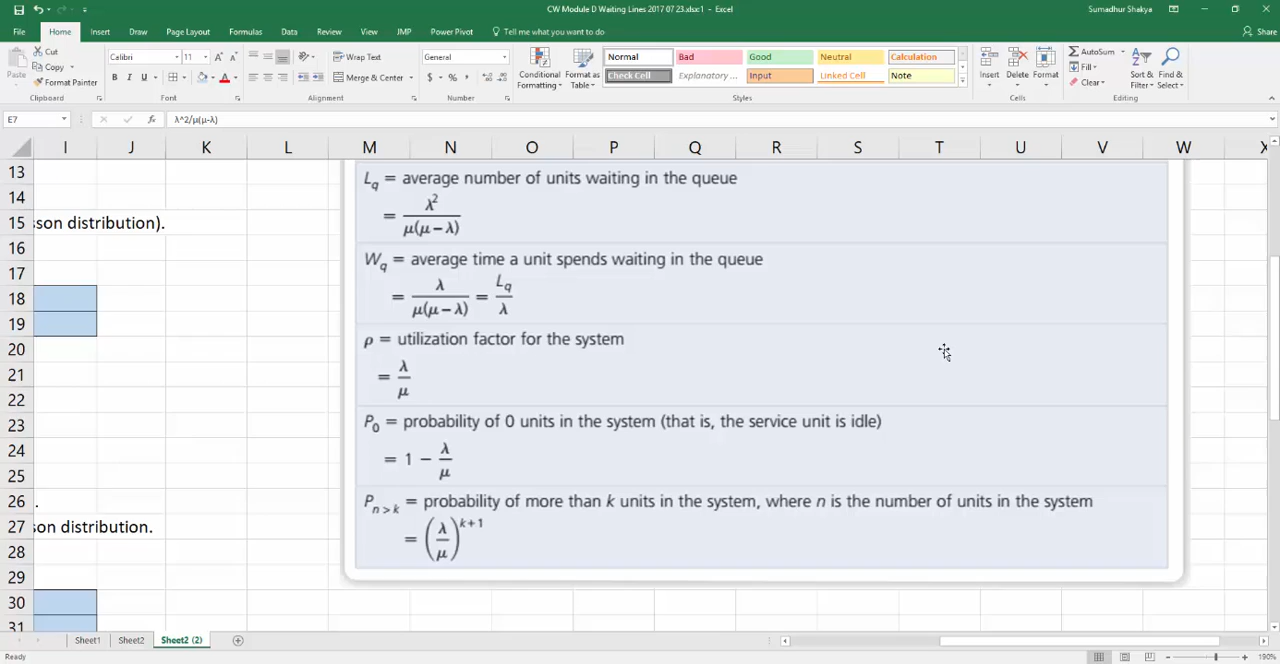 CW Module D Waiting Lines 2017 07 23.xlsx:1 - Excel
Sumadhur Shakya
File Home Insert Draw Page Layout Formulas Data Review View JMP Power Pivot Tell me what you want to do Share
Cut Calibri 11 Wrap Text General Normal Bad Good Neutral Calculation AutoSum
Paste Copy Fill
Format Painter B I U Merge & Center $ % Conditional Formatting Format as Table Check Cell Explanatory ... Input Linked Cell Note Insert Delete Format Clear Sort & Filter Find & Select
Clipboard Font Alignment Number Styles Cells Editing
E7 fx λ^2/μ(μ-λ)
I J K L M N O P Q R S T U V W X
13
Lq = average number of units waiting in the queue
14
= λ² / μ(μ – λ)
15 sson distribution).
16
Wq = average time a unit spends waiting in the queue
17
18
= λ / μ(μ – λ) = Lq / λ
19
ρ = utilization factor for the system
20
21
= λ / μ
22
23
P0 = probability of 0 units in the system (that is, the service unit is idle)
24
= 1 – λ / μ
25
26 .
Pn>k = probability of more than k units in the system, where n is the number of units in the system
27 son distribution.
= (λ / μ)k+1
28
29
30
31
Sheet1 Sheet2 Sheet2 (2)
Ready 190%